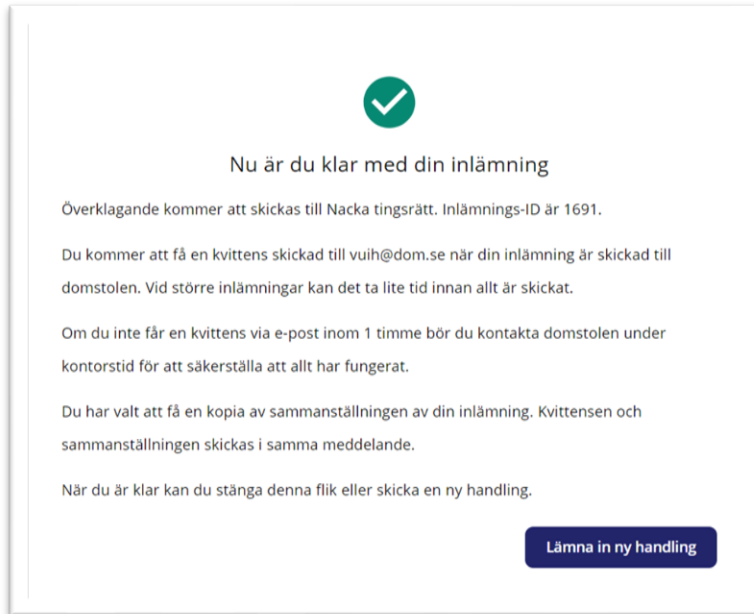 Nu är du klar med din inlämning
Överklagande kommer att skickas till Nacka tingsrätt. Inlämnings-ID är 1691.
Du kommer att få en kvittens skickad till vuih@dom.se när din inlämning är skickad till
domstolen. Vid större inlämningar kan det ta lite tid innan allt är skickat.
Om du inte får en kvittens via e-post inom 1 timme bör du kontakta domstolen under
kontorstid för att säkerställa att allt har fungerat.
Du har valt att få en kopia av sammanställningen av din inlämning. Kvittensen och
sammanställningen skickas i samma meddelande.
När du är klar kan du stänga denna flik eller skicka en ny handling.
Lämna in ny handling